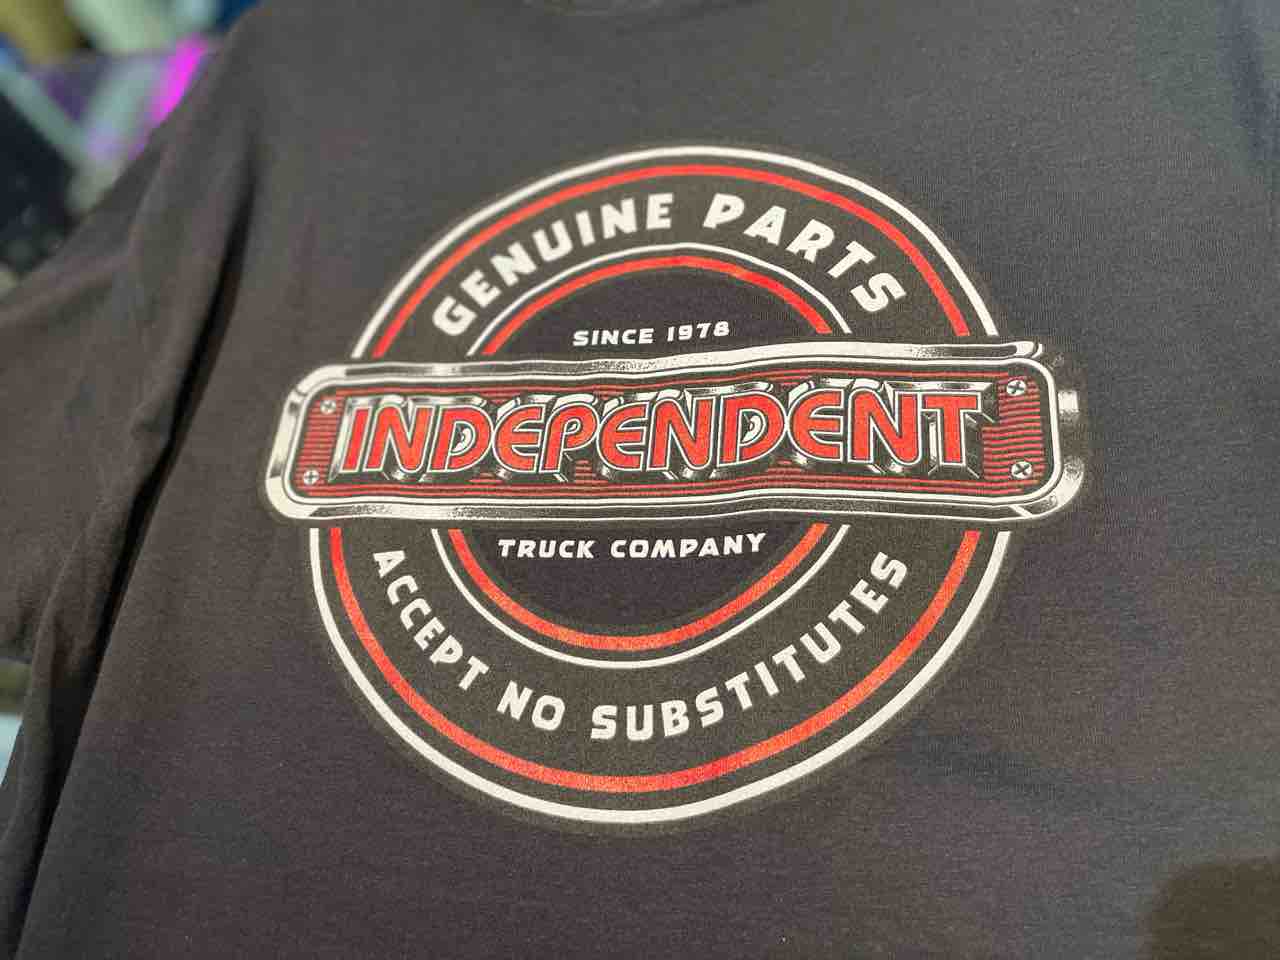 GENUINE PARTS
SINCE 1978
INDEPENDENT
TRUCK COMPANY
ACCEPT NO SUBSTITUTES